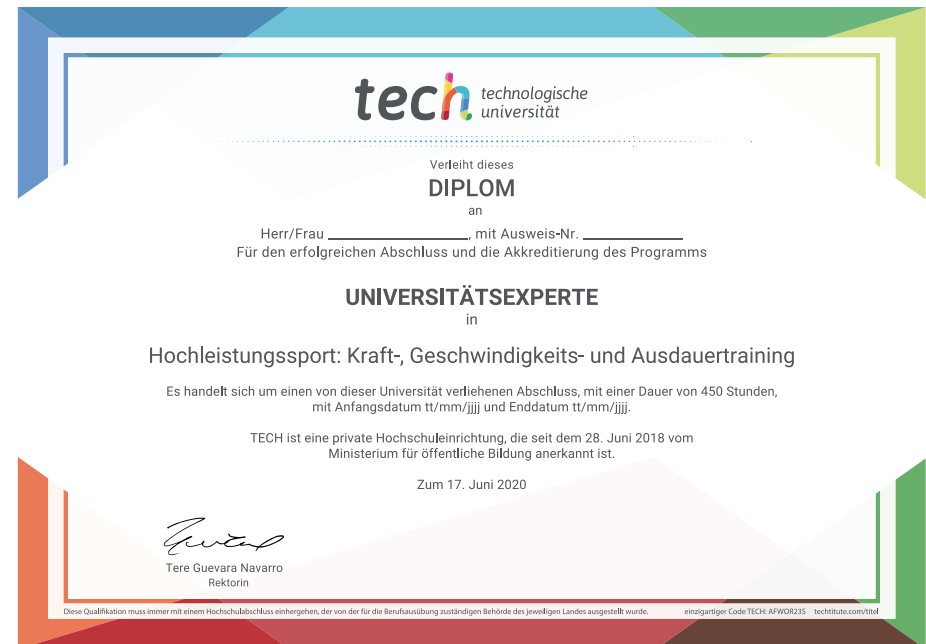 tech technologische
universität
Verleiht dieses
DIPLOM
an
Herr/Frau ____________________, mit Ausweis-Nr. ______________
Für den erfolgreichen Abschluss und die Akkreditierung des Programms
UNIVERSITÄTSEXPERTE
in
Hochleistungssport: Kraft-, Geschwindigkeits- und Ausdauertraining
Es handelt sich um einen von dieser Universität verliehenen Abschluss, mit einer Dauer von 450 Stunden,
mit Anfangsdatum tt/mm/jjjj und Enddatum tt/mm/jjjj.
TECH ist eine private Hochschuleinrichtung, die seit dem 28. Juni 2018 vom
Ministerium für öffentliche Bildung anerkannt ist.
Zum 17. Juni 2020
Tere Guevara Navarro
Rektorin
Diese Qualifikation muss immer mit einem Hochschulabschluss einhergehen, der von der für die Berufsausübung zuständigen Behörde des jeweiligen Landes ausgestellt wurde. einzigartiger Code TECH: AFWOR23S techtitute.com/titel